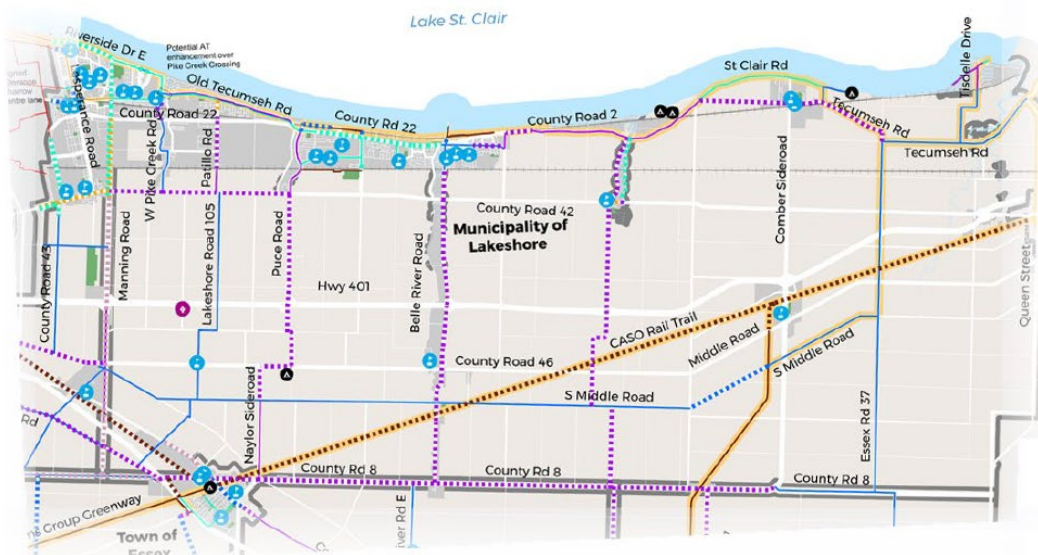 Lake St. Clair
Riverside Dr E
Potential AT
enhancement over
Pike Creek Crossing
St Clair Rd
Tisdelle Drive
Old Tecumseh Rd
County Road 22
County Rd 22
County Road 2
Tecumseh Rd
Tecumseh Rd
W Pike Creek Rd
Patillo Rd
County Road 42
Municipality of
Lakeshore
Comber Sideroad
County Road 43
Manning Road
Lakeshore Road 105
Puce Road
Hwy 401
Belle River Road
CASO Rail Trail
Middle Road
Queen Street
County Road 46
S Middle Road
S Middle Road
Naylor Sideroad
Essex Rd 37
Rd
County Rd 8
County Rd 8
County Rd 8
Group Greenway
Town of
Essex
River Rd E